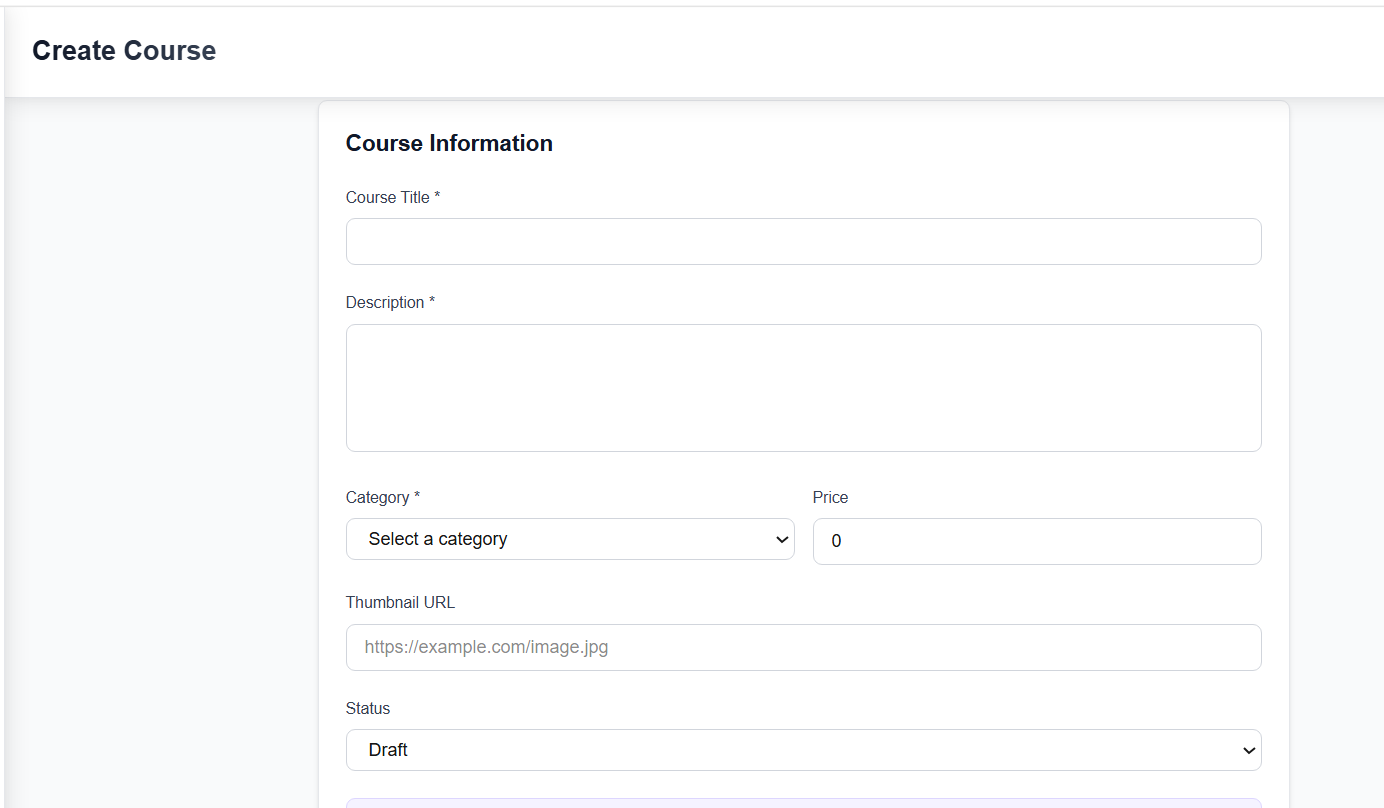 Create Course
Course Information
Course Title *
Description *
Category *
Price
Select a category
0
Thumbnail URL
https://example.com/image.jpg
Status
Draft